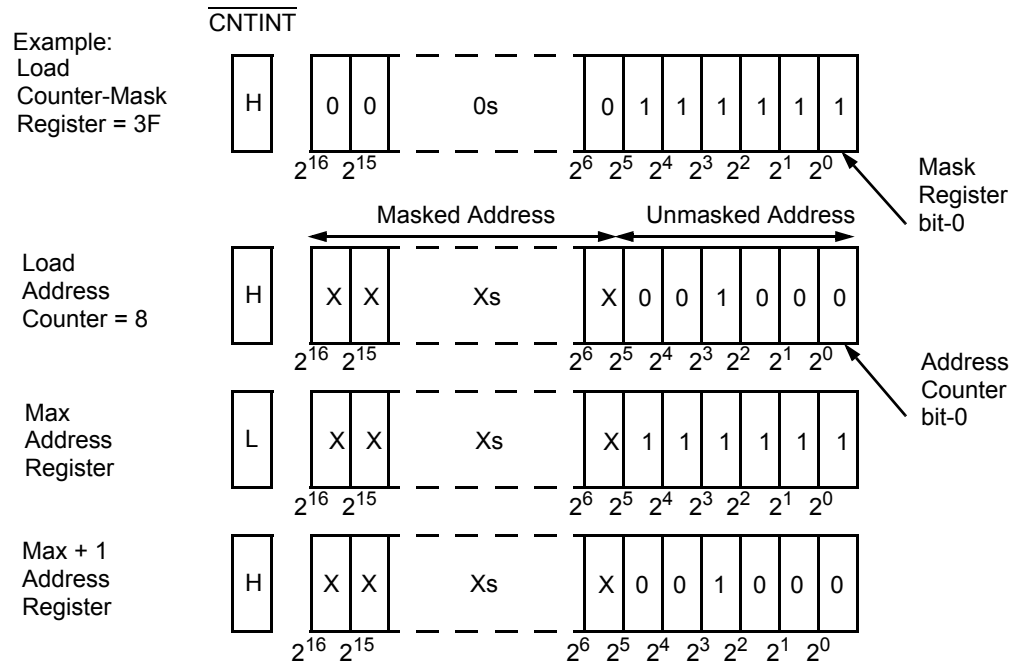 CNTINT
Example:
Load
Counter-Mask
Register = 3F
H 0 0 0s 0 1 1 1 1 1 1
2^16 2^15 2^6 2^5 2^4 2^3 2^2 2^1 2^0
Mask
Register
bit-0
Masked Address Unmasked Address
Load
Address
Counter = 8
H X X Xs X 0 0 1 0 0 0
2^16 2^15 2^6 2^5 2^4 2^3 2^2 2^1 2^0
Address
Counter
bit-0
Max
Address
Register
L X X Xs X 1 1 1 1 1 1
2^16 2^15 2^6 2^5 2^4 2^3 2^2 2^1 2^0
Max + 1
Address
Register
H X X Xs X 0 0 1 0 0 0
2^16 2^15 2^6 2^5 2^4 2^3 2^2 2^1 2^0